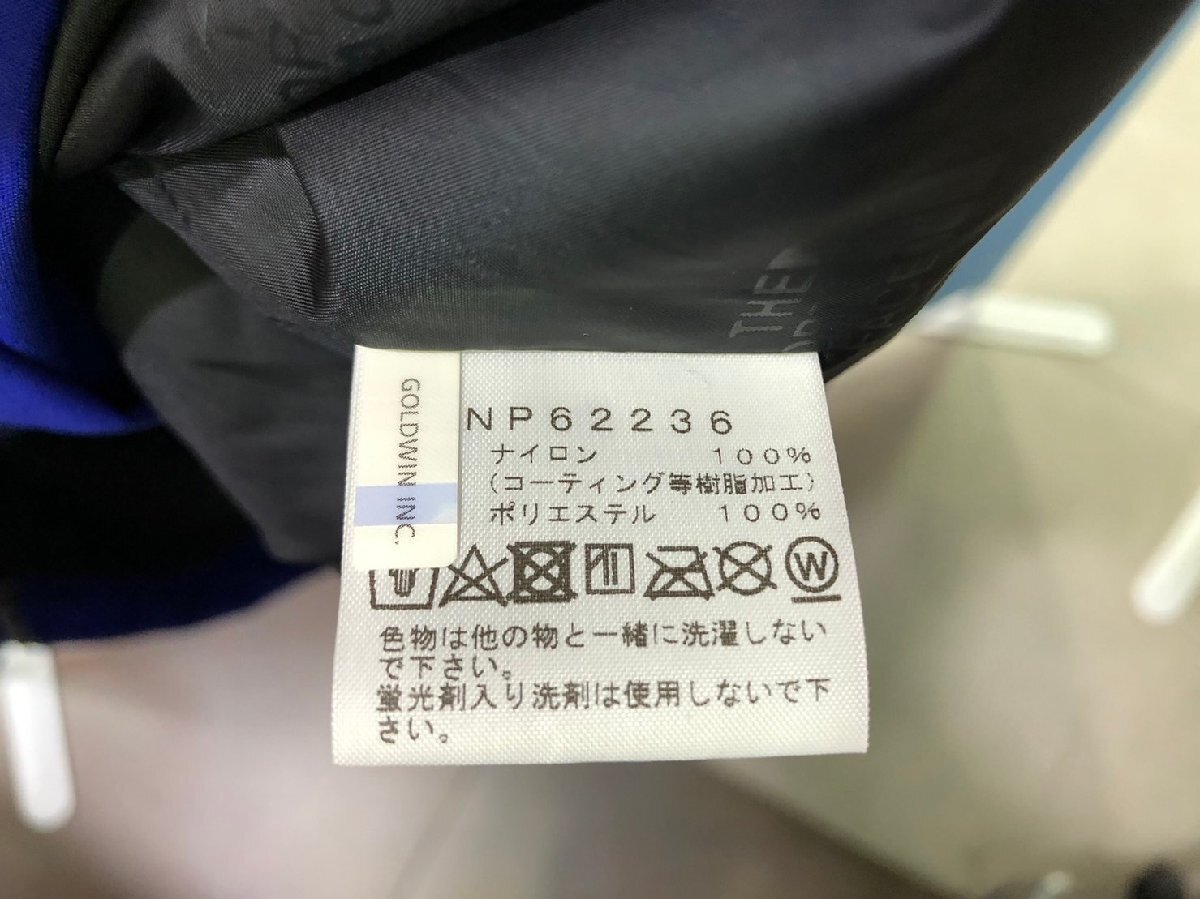 THE
GOLDWIN INC.
NP62236
ナイロン 100%
(コーティング等樹脂加工)
ポリエステル 100%
W
色物は他の物と一緒に洗濯しない
で下さい。
蛍光剤入り洗剤は使用しないで下
さい。